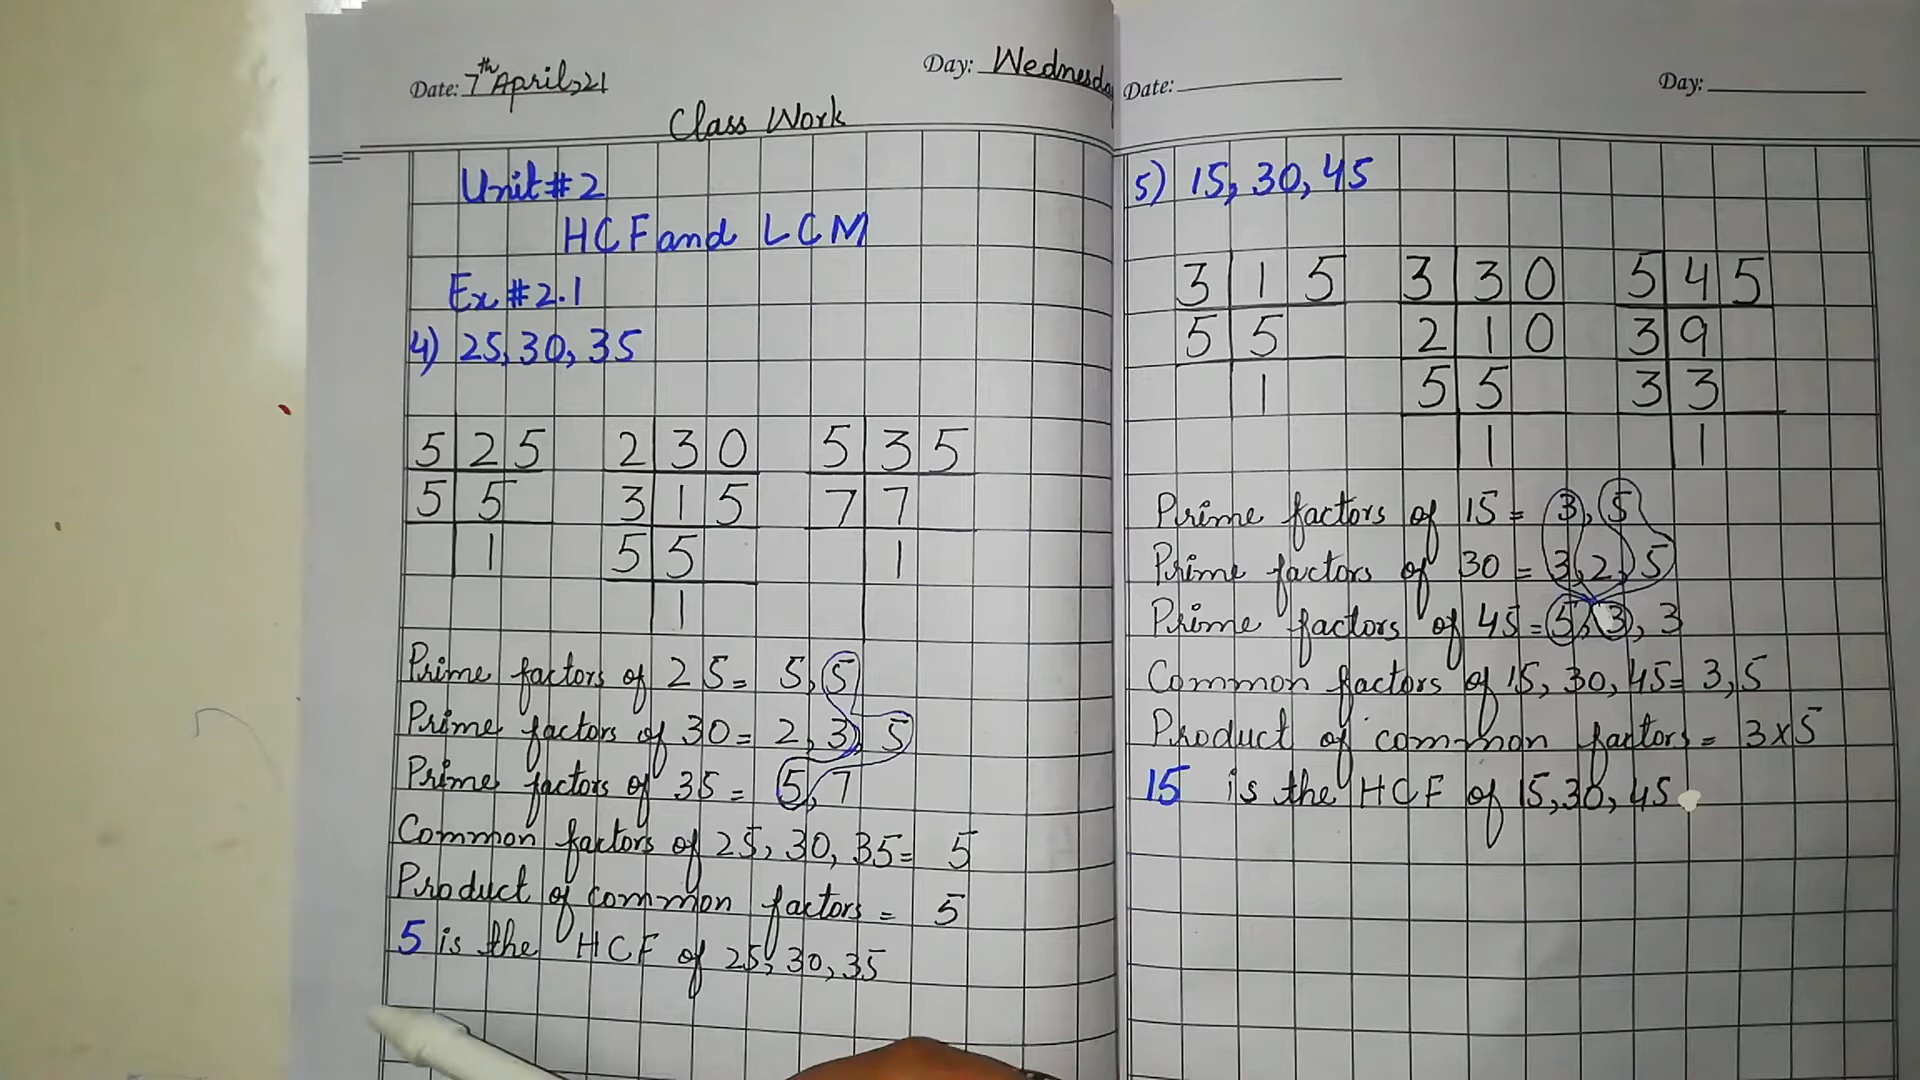 Date: 7th April, 21
Day: Wednesda
Class Work
Unit # 2
HCF and LCM
Ex # 2.1
4) 25, 30, 35
5 25 2 30 5 35
5 5 3 15 7 7
1 5 5 1
1
Prime factors of 25 = 5, 5
Prime factors of 30 = 2, 3, 5
Prime factors of 35 = 5, 7
Common factors of 25, 30, 35 = 5
Product of common factors = 5
5 is the HCF of 25, 30, 35
Date:
Day:
5) 15, 30, 45
3 15 3 30 5 45
5 5 2 10 3 9
1 5 5 3 3
1 1
Prime factors of 15 = 3, 5
Prime factors of 30 = 3, 2, 5
Prime factors of 45 = 5, 3, 3
Common factors of 15, 30, 45 = 3, 5
Product of common factors = 3 x 5
15 is the HCF of 15, 30, 45